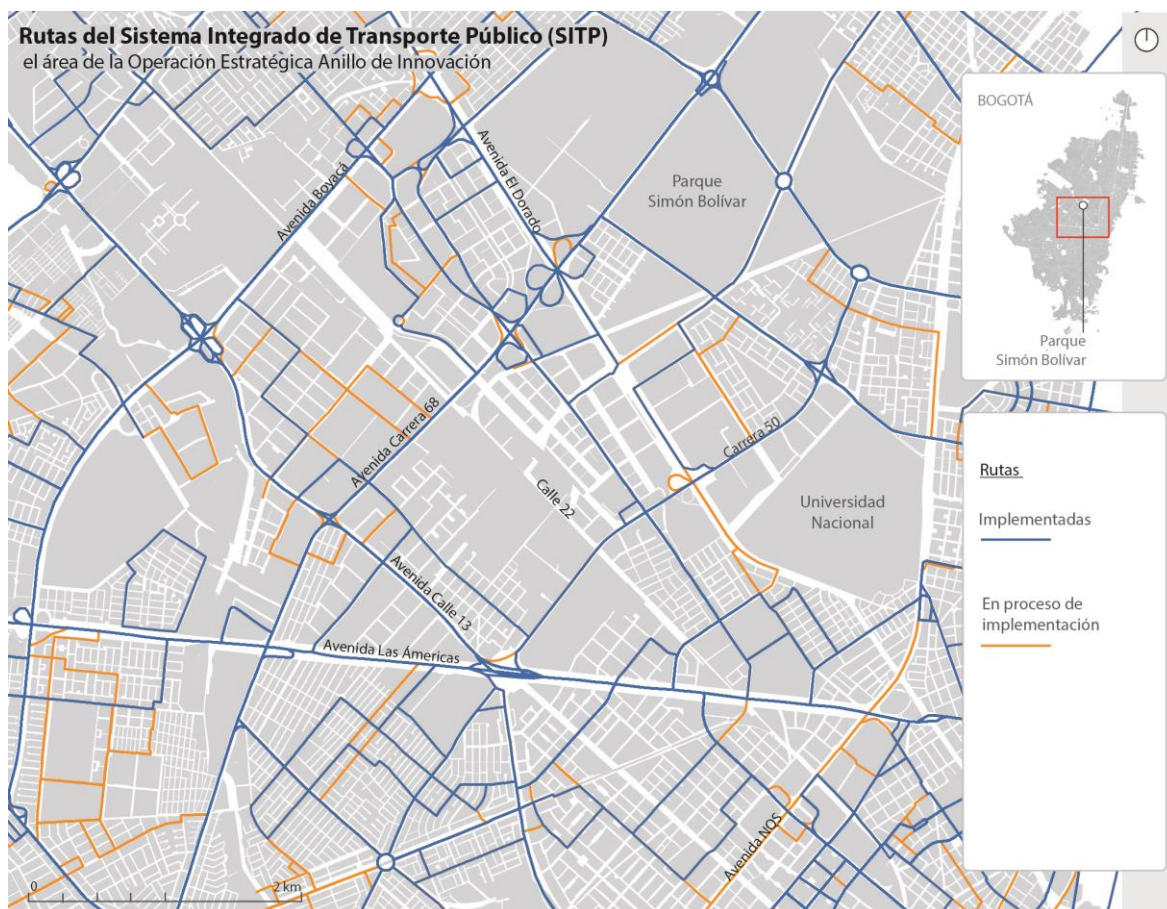 Rutas del Sistema Integrado de Transporte Público (SITP)
el área de la Operación Estratégica Anillo de Innovación
BOGOTÁ
Parque
Simón Bolívar
Avenida El Dorado
Avenida Boyacá
Parque
Simón Bolívar
Avenida Carrera 68
Carrera 50
Calle 22
Universidad
Nacional
Avenida Calle 13
Avenida Las Ámericas
Avenida NQS
Rutas
Implementadas
En proceso de
implementación
0
2 km